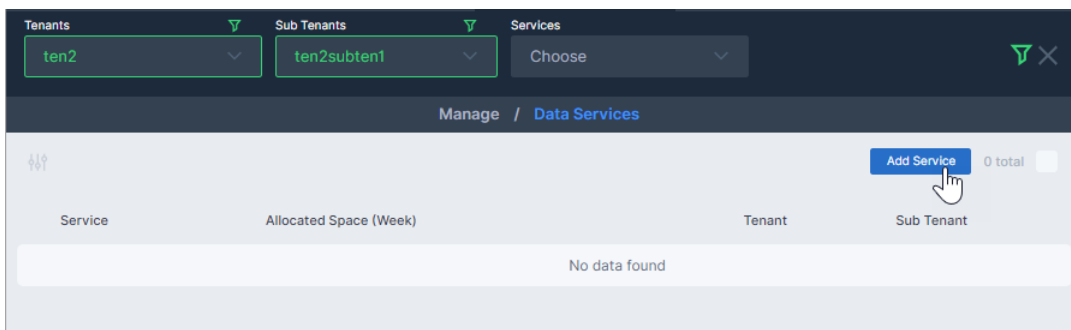 Tenants Sub Tenants Services
ten2 ten2subten1 Choose
Manage / Data Services
Add Service 0 total
Service Allocated Space (Week) Tenant Sub Tenant
No data found